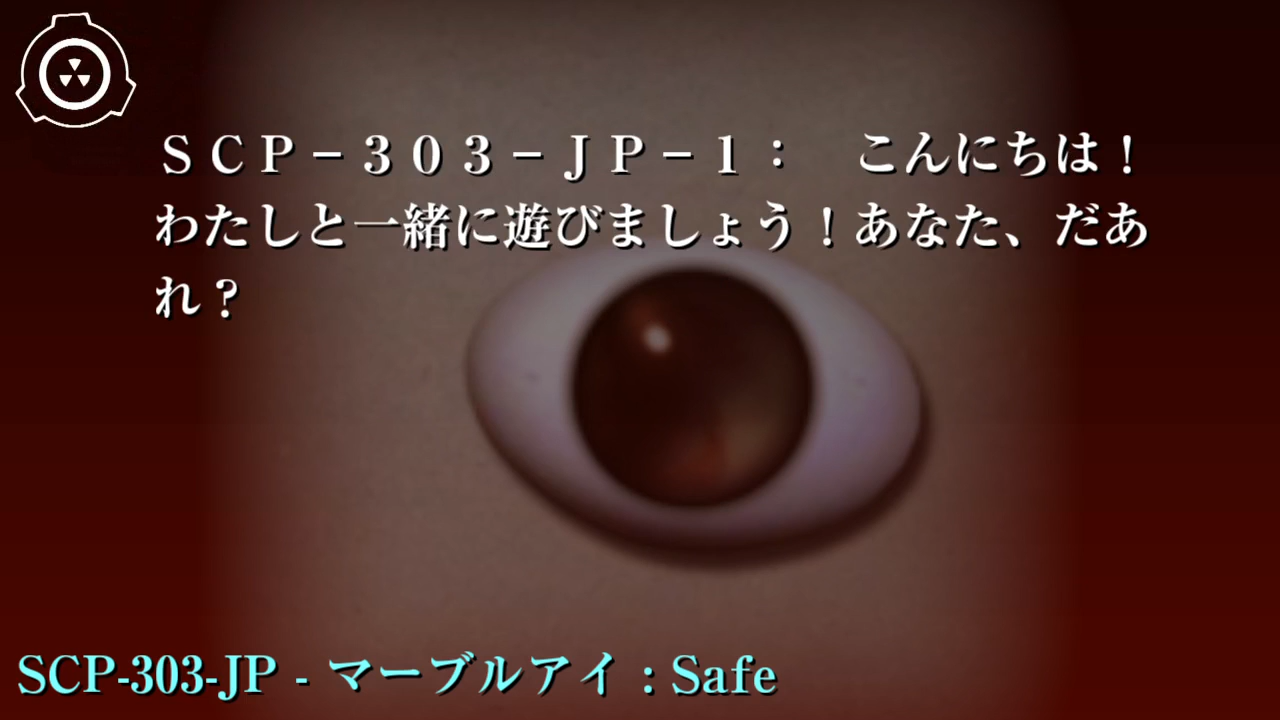 ＳＣＰ－３０３－ＪＰ－１：　こんにちは！
わたしと一緒に遊びましょう！あなた、だあ
れ？
SCP-303-JP - マーブルアイ : Safe